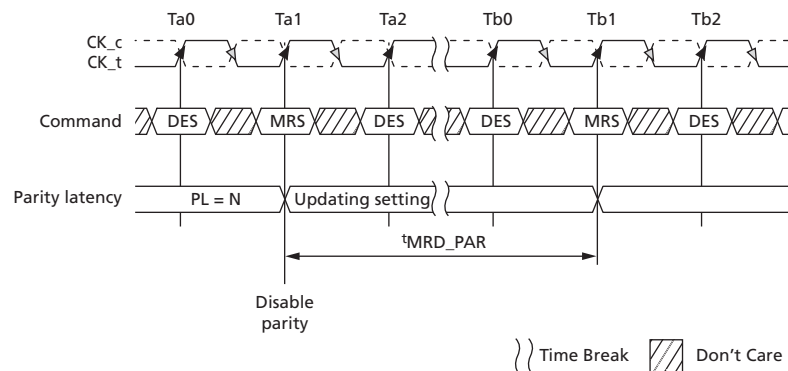 Ta0 Ta1 Ta2 Tb0 Tb1 Tb2
CK_c
CK_t
Command DES MRS DES DES MRS DES
Parity latency PL = N Updating setting
tMRD_PAR
Disable
parity
Time Break Don't Care